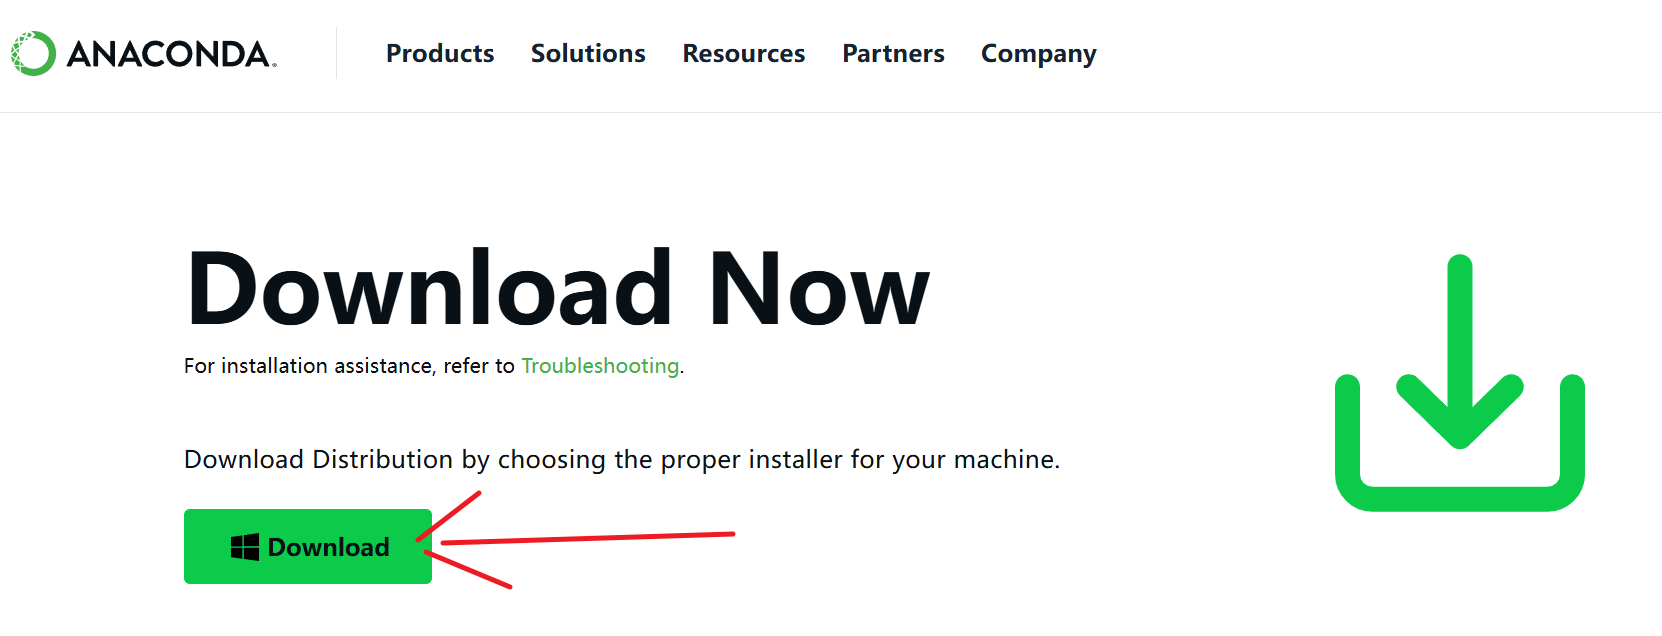 ANACONDA.
Products Solutions Resources Partners Company
Download Now
For installation assistance, refer to Troubleshooting.
Download Distribution by choosing the proper installer for your machine.
Download